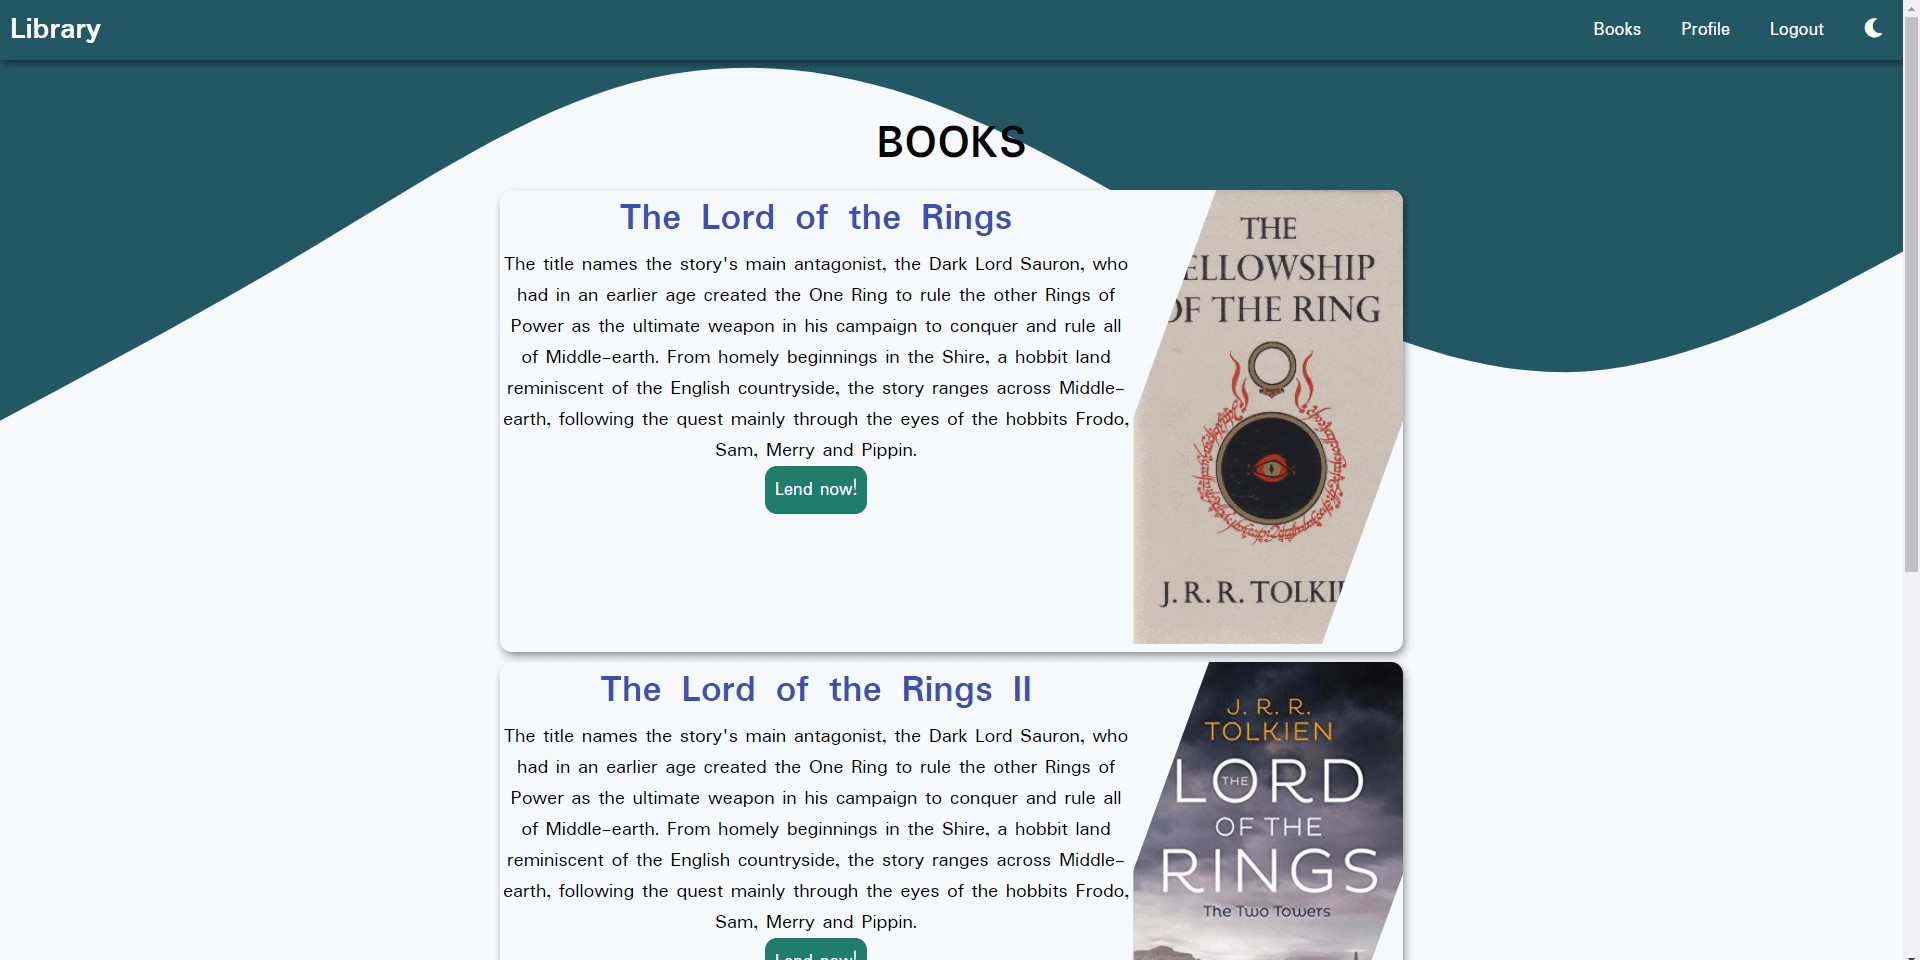 Library
Books
Profile
Logout
BOOKS
The Lord of the Rings
The title names the story's main antagonist, the Dark Lord Sauron, who
had in an earlier age created the One Ring to rule the other Rings of
Power as the ultimate weapon in his campaign to conquer and rule all
of Middle-earth. From homely beginnings in the Shire, a hobbit land
reminiscent of the English countryside, the story ranges across Middle-
earth, following the quest mainly through the eyes of the hobbits Frodo,
Sam, Merry and Pippin.
Lend now!
THE
ELLOWSHIP
OF THE RING
J. R. R. TOLKI
The Lord of the Rings II
The title names the story's main antagonist, the Dark Lord Sauron, who
had in an earlier age created the One Ring to rule the other Rings of
Power as the ultimate weapon in his campaign to conquer and rule all
of Middle-earth. From homely beginnings in the Shire, a hobbit land
reminiscent of the English countryside, the story ranges across Middle-
earth, following the quest mainly through the eyes of the hobbits Frodo,
Sam, Merry and Pippin.
Lend now!
J. R. R.
TOLKIEN
THE
LORD
OF THE
RINGS
The Two Towers